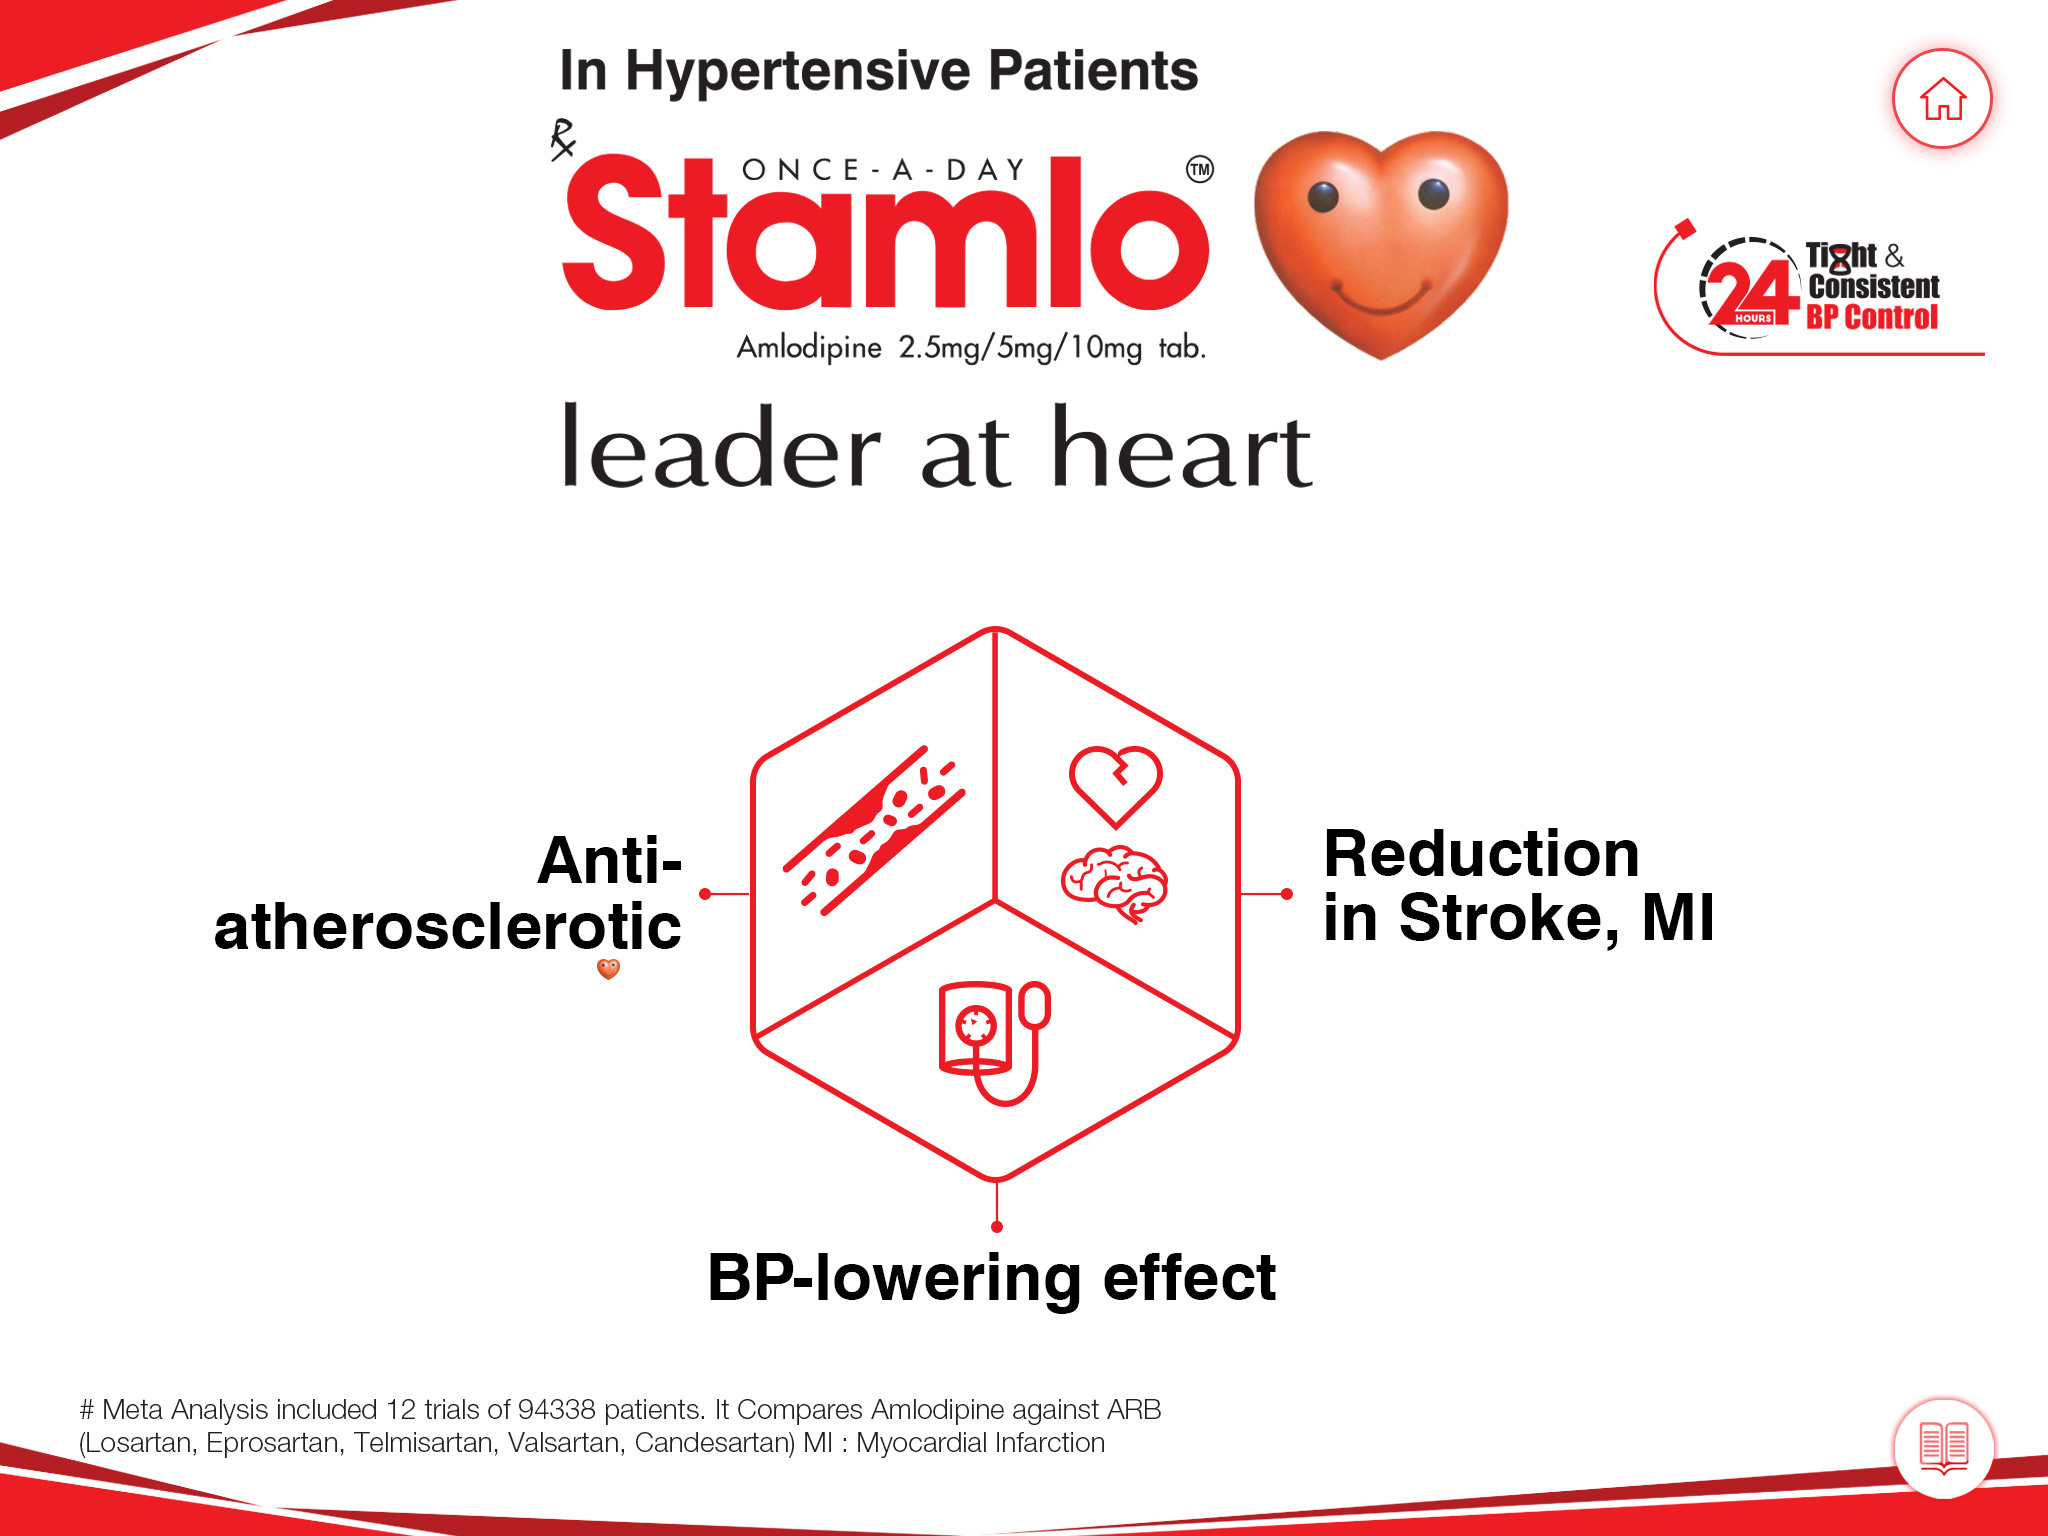 In Hypertensive Patients
℞
ONCE-A-DAY
Stamlo™
Amlodipine 2.5mg/5mg/10mg tab.
leader at heart
24 HOURS
Tight &
Consistent
BP Control
Anti-
atherosclerotic
Reduction
in Stroke, MI
BP-lowering effect
# Meta Analysis included 12 trials of 94338 patients. It Compares Amlodipine against ARB
(Losartan, Eprosartan, Telmisartan, Valsartan, Candesartan) MI : Myocardial Infarction